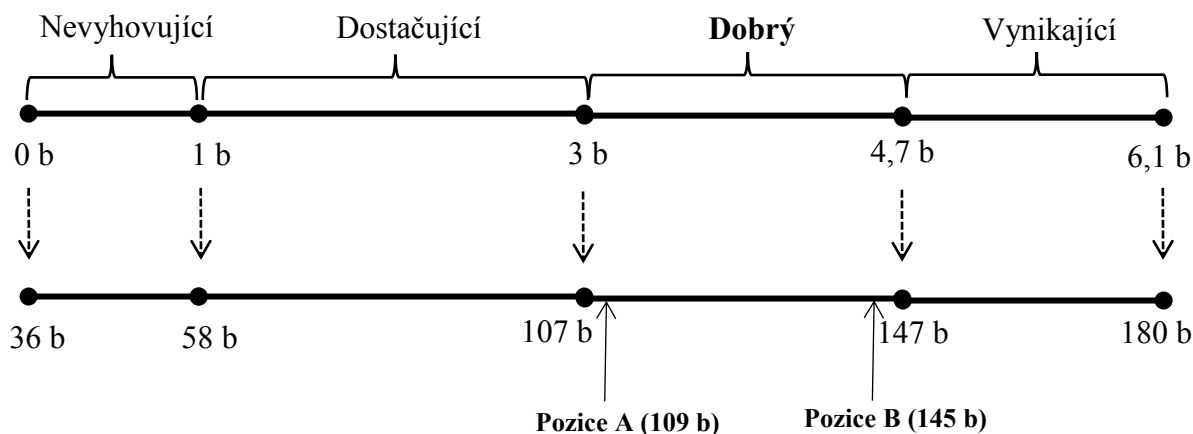 Nevyhovující Dostačující Dobrý Vynikající
0 b 1 b 3 b 4,7 b 6,1 b
36 b 58 b 107 b 147 b 180 b
Pozice A (109 b) Pozice B (145 b)